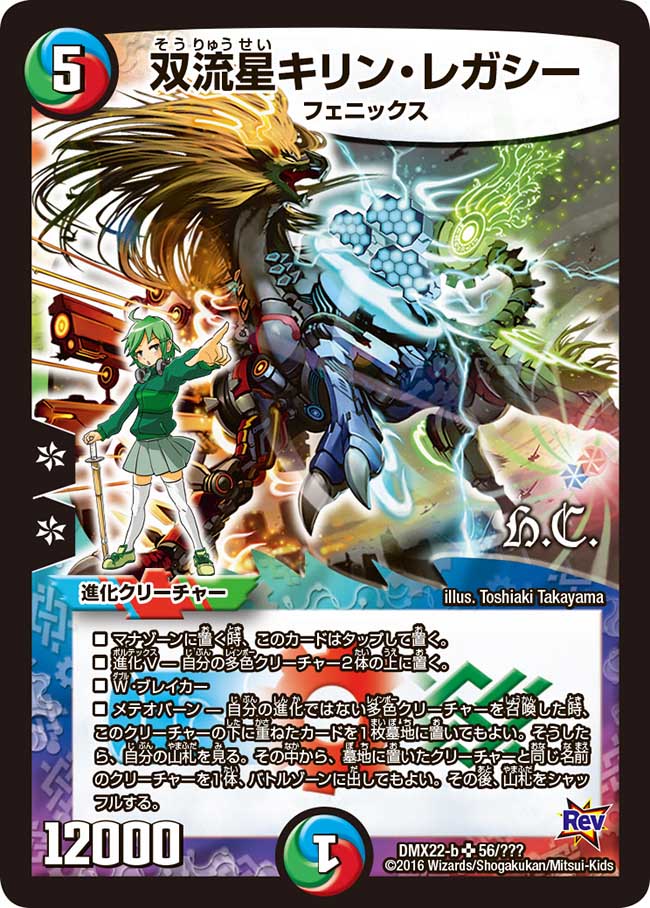 5
そうりゅうせい
双流星キリン・レガシー
フェニックス
H.C.
進化クリーチャー
illus. Toshiaki Takayama
■ マナゾーンに置く時、このカードはタップして置く。
■ 進化V ― 自分の多色クリーチャー2体の上に置く。
■ W・ブレイカー
■ メテオバーン ― 自分の進化ではない多色クリーチャーを召喚した時、
このクリーチャーの下に重ねたカードを1枚墓地に置いてもよい。そうした
ら、自分の山札を見る。その中から、墓地に置いたクリーチャーと同じ名前
のクリーチャーを1体、バトルゾーンに出してもよい。その後、山札をシャッ
フルする。
12000
1
Rev
DMX22-b 56/???
©2016 Wizards/Shogakukan/Mitsui-Kids